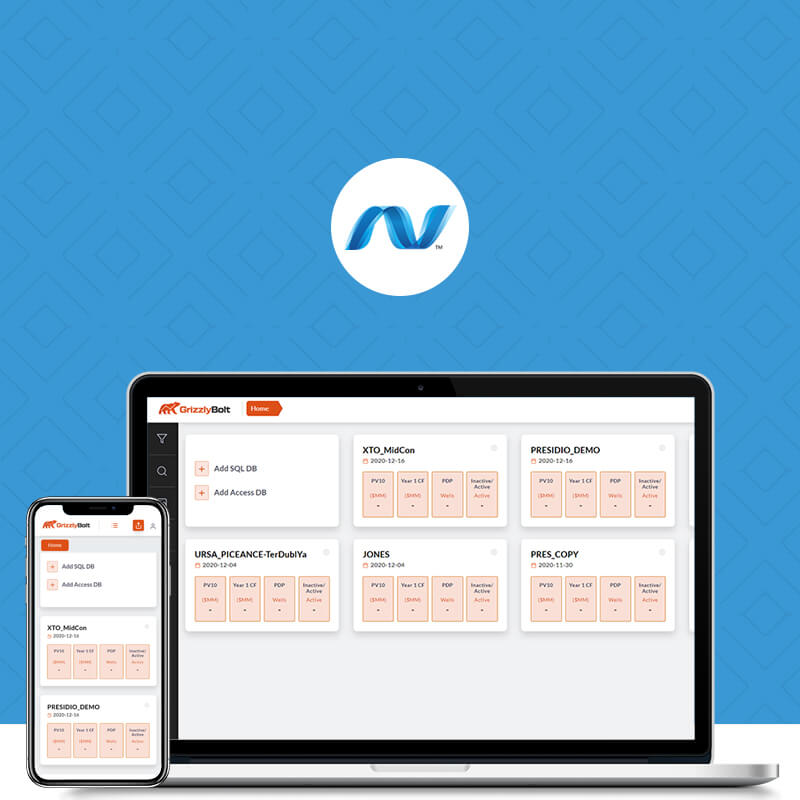 TM
GrizzlyBolt
Home
Add SQL DB
Add Access DB
XTO_MidCon
2020-12-16
PV10 Year 1 CF PDP Inactive/
Active
($MM) ($MM) Wells Active
- - - -
PRESIDIO_DEMO
2020-12-16
PV10 Year 1 CF PDP Inactive/
Active
($MM) ($MM) Wells Active
- - - -
URSA_PICEANCE-TerDublYa
2020-12-04
PV10 Year 1 CF PDP Inactive/
Active
($MM) ($MM) Wells Active
- - - -
JONES
2020-12-04
PV10 Year 1 CF PDP Inactive/
Active
($MM) ($MM) Wells Active
- - - -
PRES_COPY
2020-11-30
PV10 Year 1 CF PDP Inactive/
Active
($MM) ($MM) Wells Active
- - - -
GrizzlyBolt
Home
Add SQL DB
Add Access DB
XTO_MidCon
2020-12-16
PV10 Year 1 CF PDP Inactive/
Active
($MM) ($MM) Wells Active
- - - -
PRESIDIO_DEMO
2020-12-16
PV10 Year 1 CF PDP Inactive/
Active
($MM) ($MM) Wells Active
- - - -